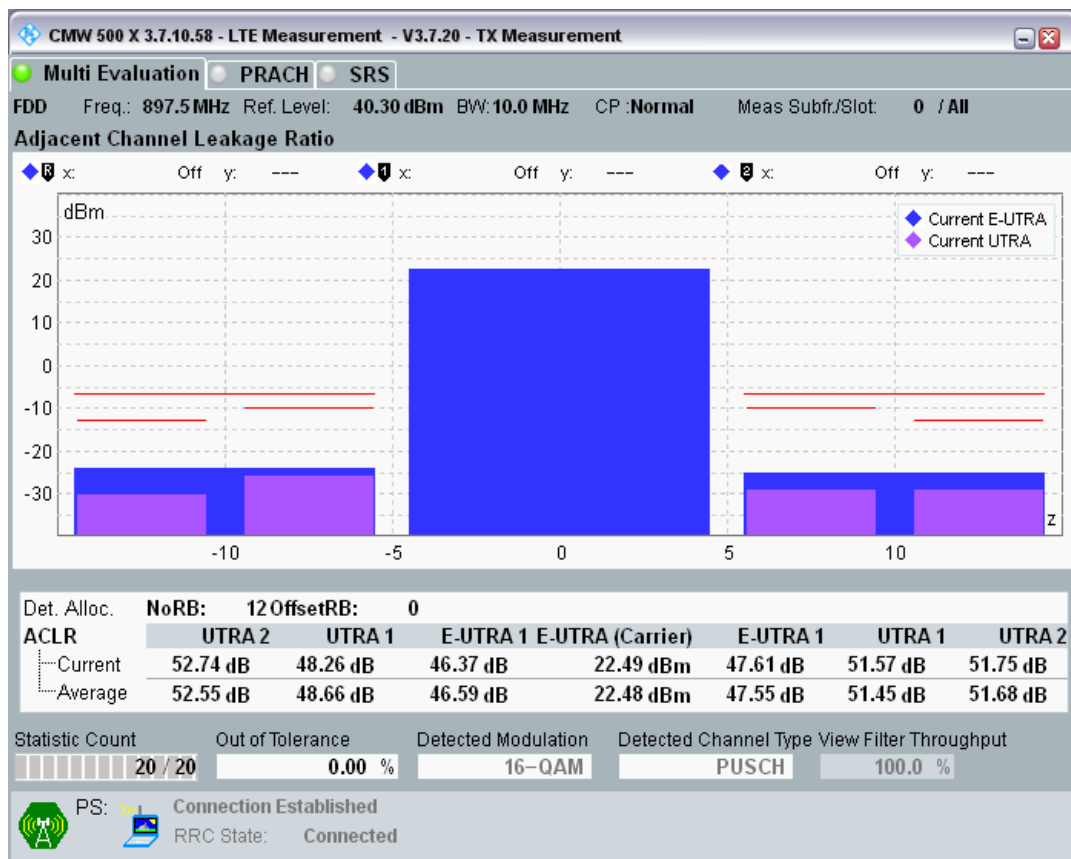 CMW 500 X 3.7.10.58 - LTE Measurement - V3.7.20 - TX Measurement
Multi Evaluation PRACH SRS
FDD Freq.: 897.5 MHz Ref. Level: 40.30 dBm BW: 10.0 MHz CP :Normal Meas Subfr./Slot: 0 / All
Adjacent Channel Leakage Ratio
R x: Off y: --- 1 x: Off y: --- 2 x: Off y: ---
dBm
Current E-UTRA
Current UTRA
30
20
10
0
-10
-20
-30
z
-10 -5 0 5 10
Det. Alloc. NoRB: 12 OffsetRB: 0
ACLR UTRA 2 UTRA 1 E-UTRA 1 E-UTRA (Carrier) E-UTRA 1 UTRA 1 UTRA 2
Current 52.74 dB 48.26 dB 46.37 dB 22.49 dBm 47.61 dB 51.57 dB 51.75 dB
Average 52.55 dB 48.66 dB 46.59 dB 22.48 dBm 47.55 dB 51.45 dB 51.68 dB
Statistic Count Out of Tolerance Detected Modulation Detected Channel Type View Filter Throughput
20 / 20 0.00 % 16-QAM PUSCH 100.0 %
PS: Connection Established
RRC State: Connected